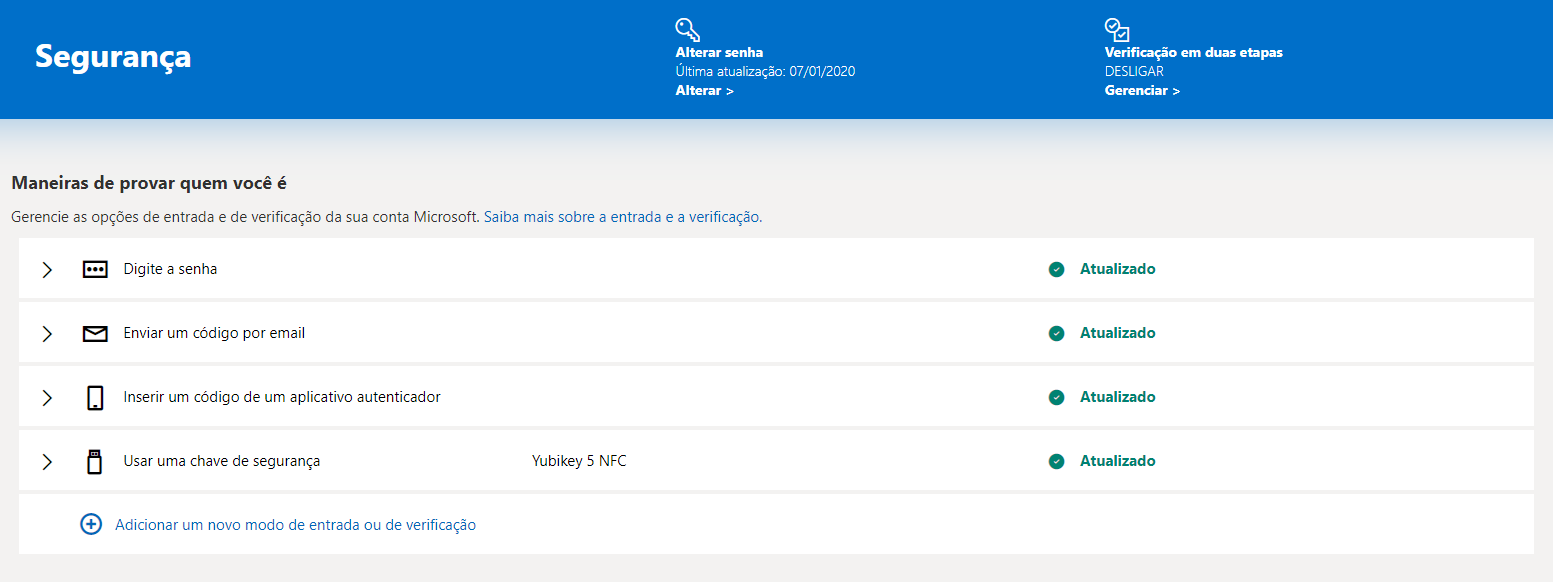 Segurança
Alterar senha
Última atualização: 07/01/2020
Alterar >
Verificação em duas etapas
DESLIGAR
Gerenciar >
Maneiras de provar quem você é
Gerencie as opções de entrada e de verificação da sua conta Microsoft. Saiba mais sobre a entrada e a verificação.
Digite a senha Atualizado
Enviar um código por email Atualizado
Inserir um código de um aplicativo autenticador Atualizado
Usar uma chave de segurança Yubikey 5 NFC Atualizado
Adicionar um novo modo de entrada ou de verificação